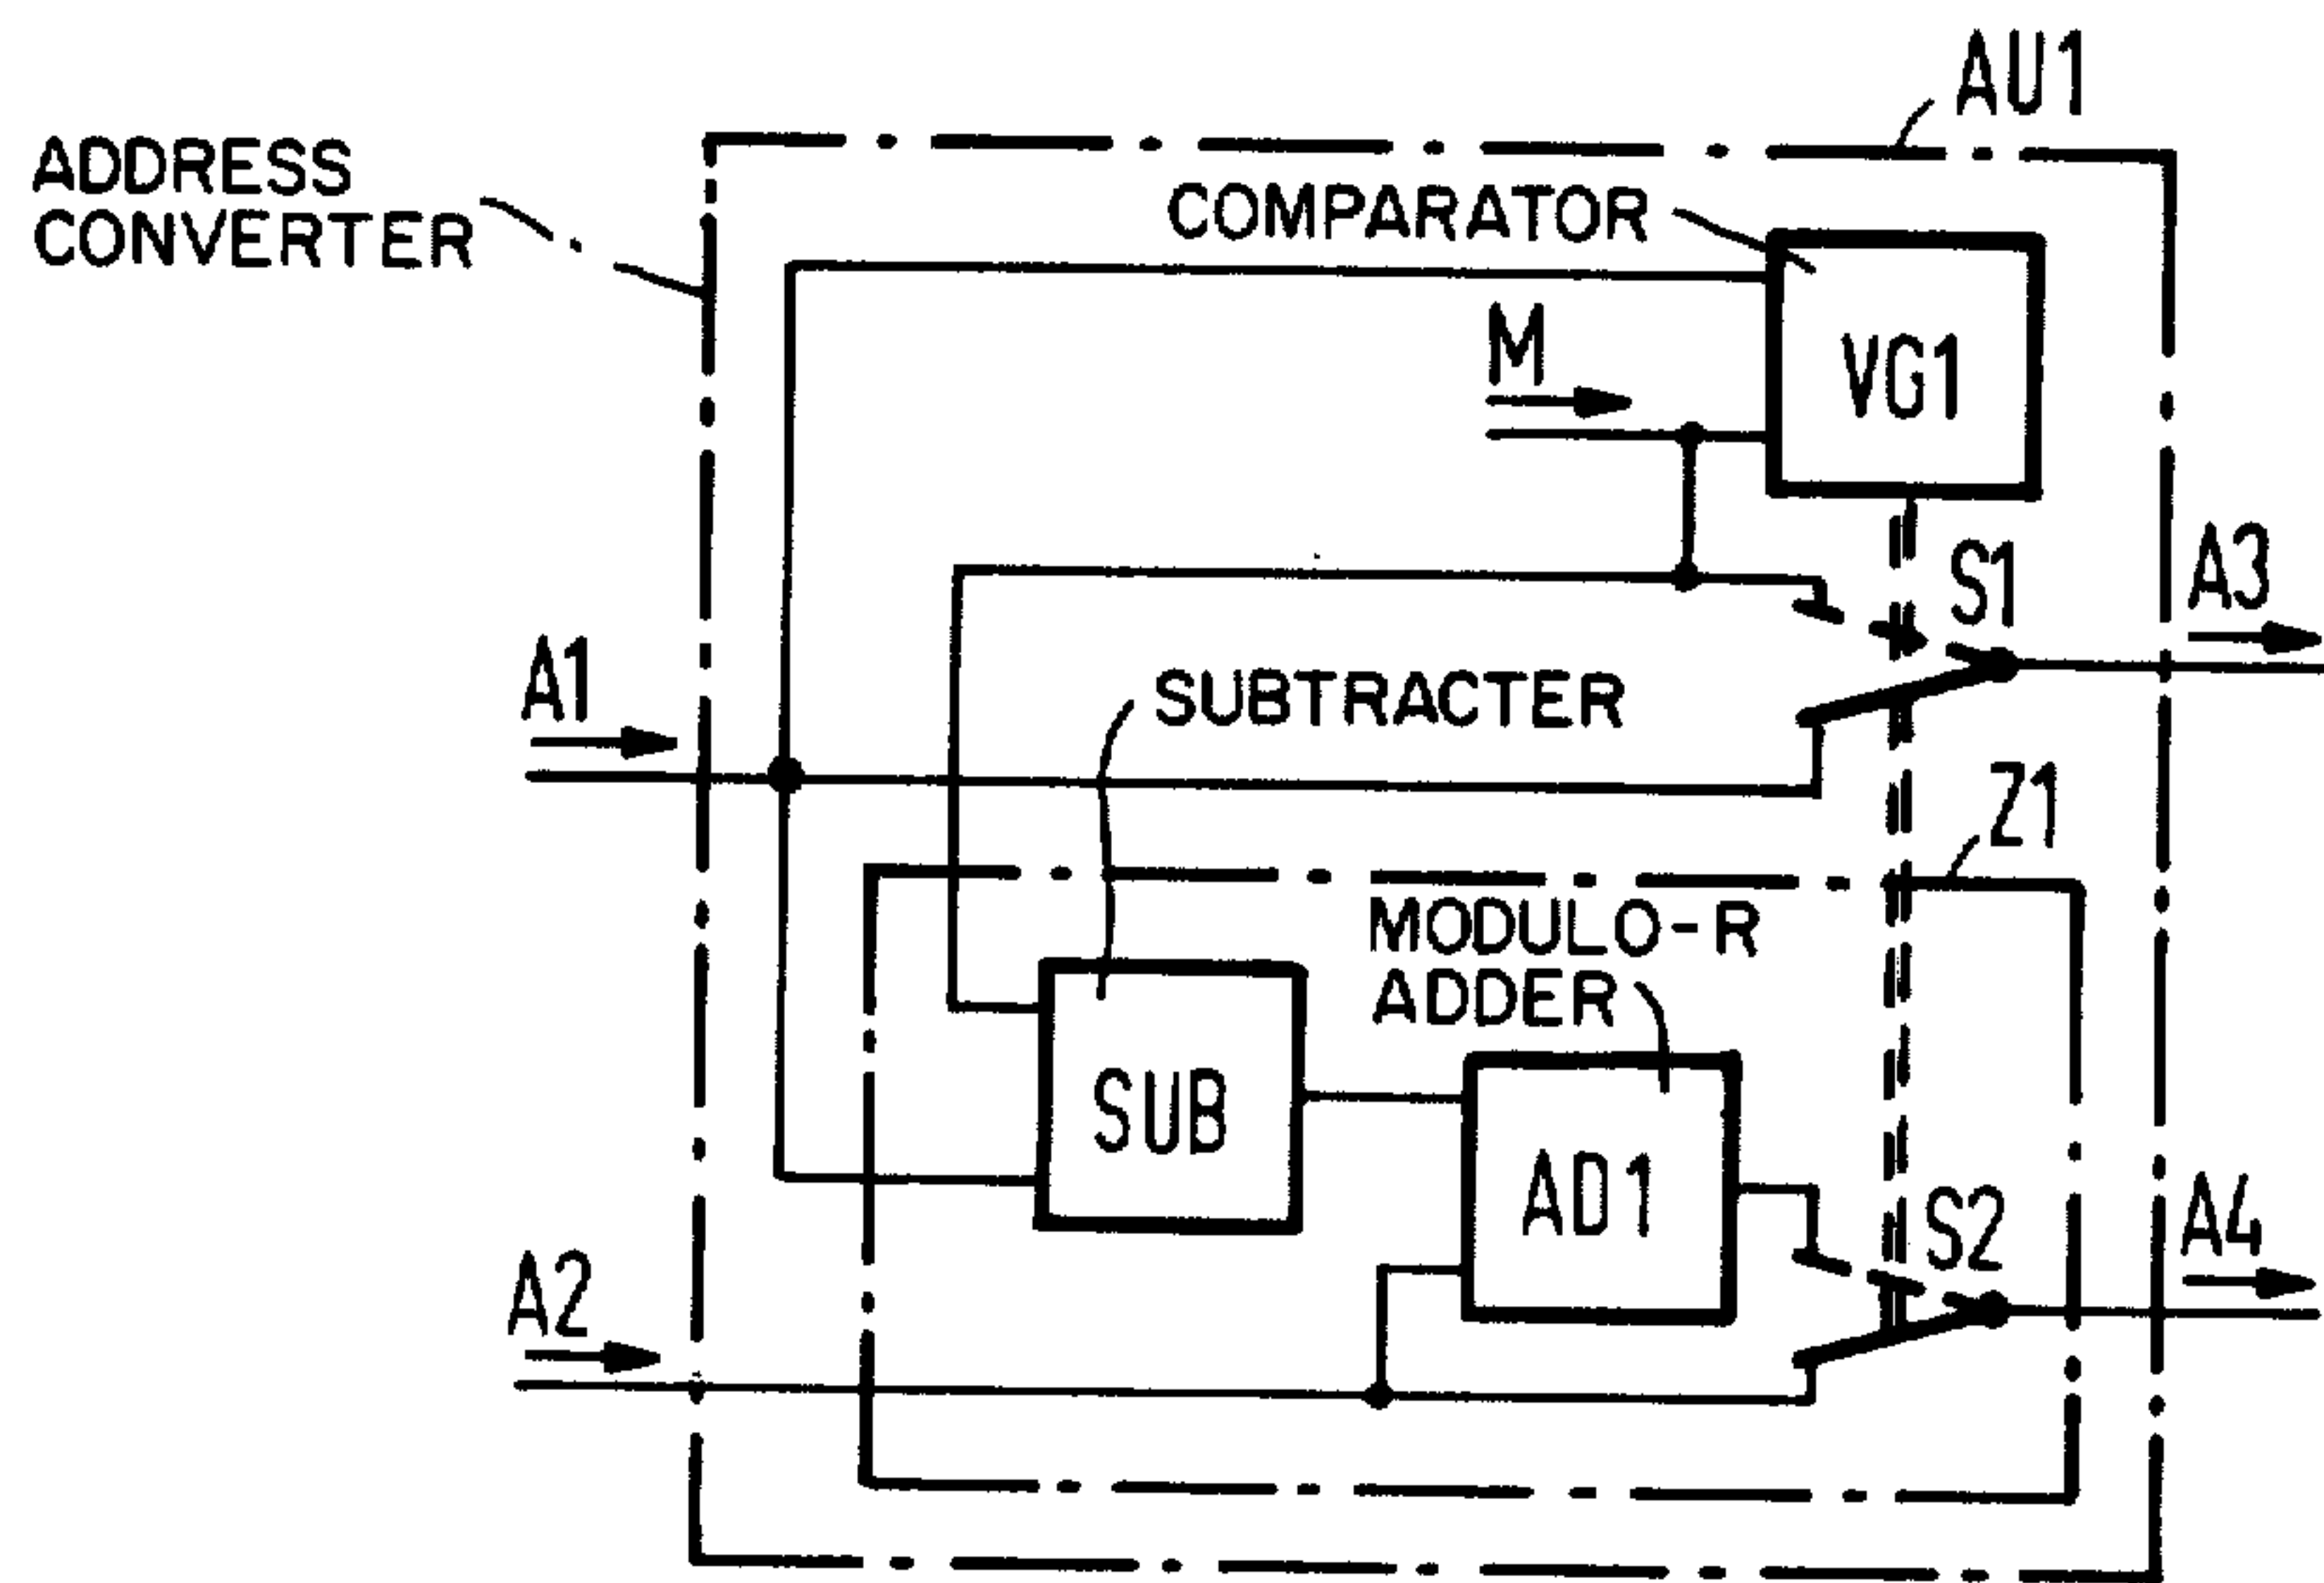 AU1
ADDRESS
CONVERTER
COMPARATOR
M
VG1
S1
A3
A1
SUBTRACTER
Z1
MODULO-R
ADDER
SUB
AD1
S2
A4
A2